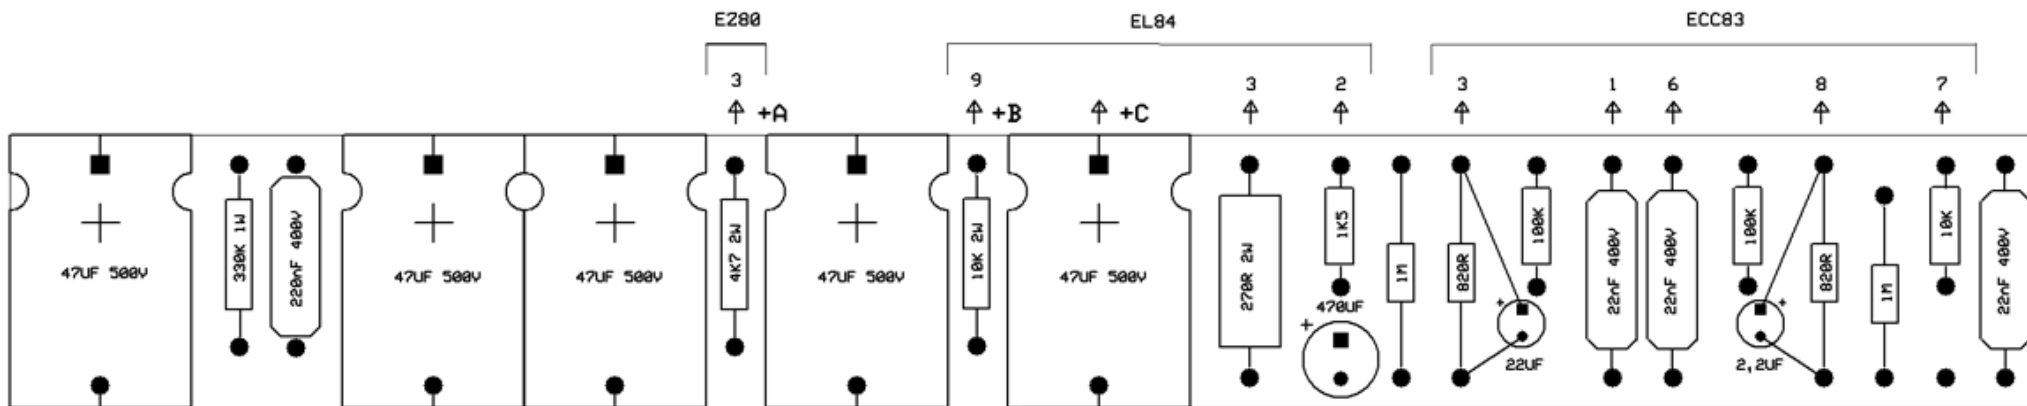 EZ80 EL84 ECC83
3 9 3 2 3 1 6 8 7
+A +B +C
47UF 500V
330K 1W
220nF 400V
47UF 500V
47UF 500V
4K7 2W
47UF 500V
10K 2W
47UF 500V
270R 2W
1K5
470UF
+
1M
820R
100K
+
22UF
22nF 400V
22nF 400V
100K
+
2,2UF
820R
1M
10K
22nF 400V